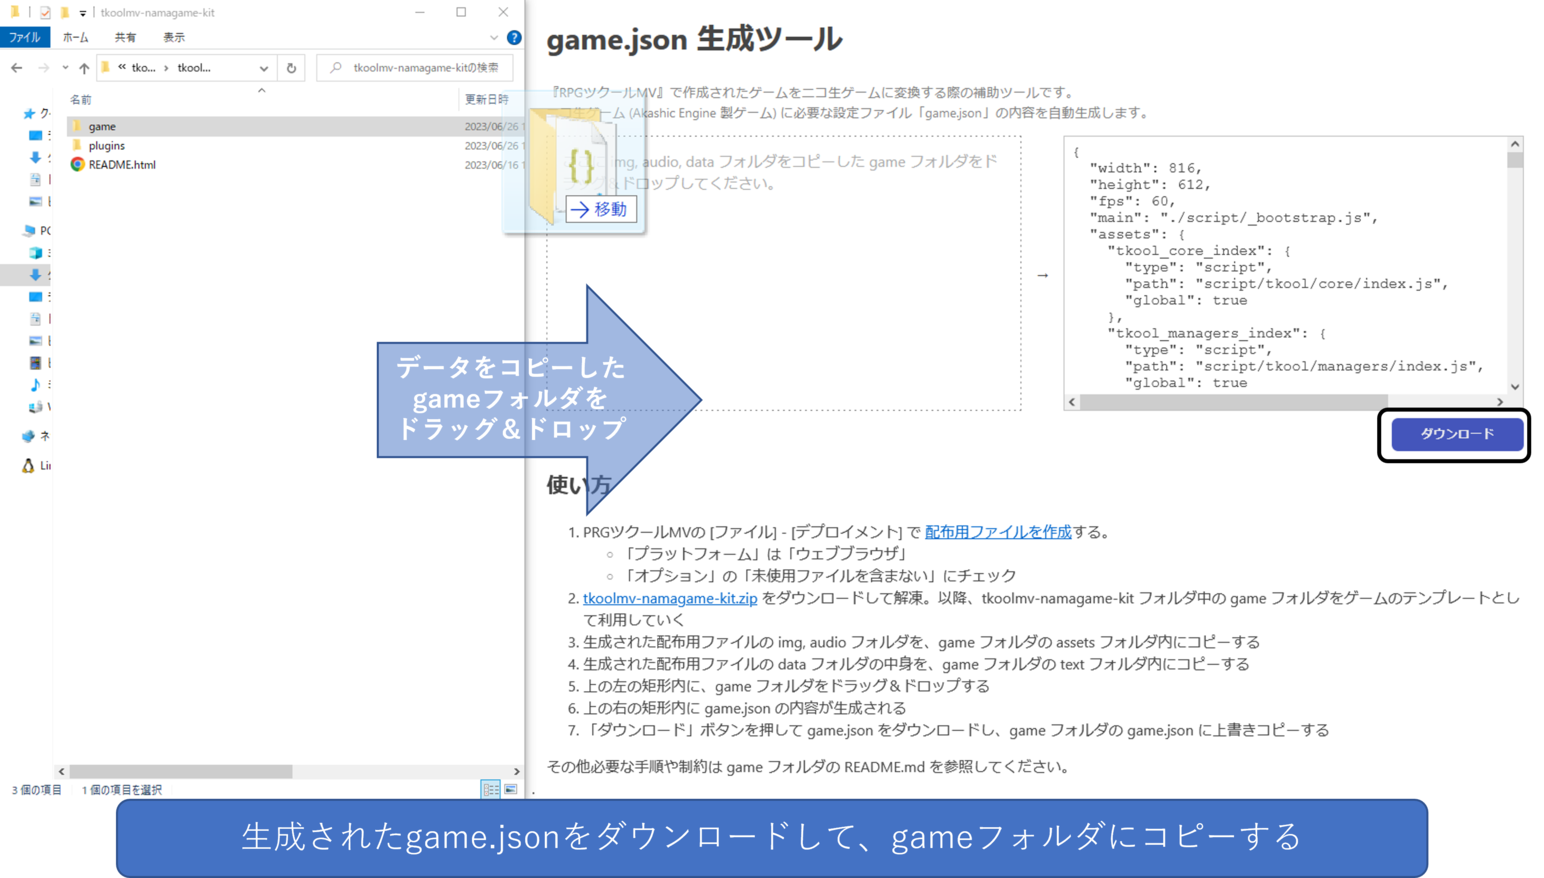 tkoolmv-namagame-kit
ファイル ホーム 共有 表示
« tko... › tkool...
tkoolmv-namagame-kitの検索
名前 更新日時
game 2023/06/26 1
plugins 2023/06/26 1
README.html 2023/06/16 1
PC
ネ
Lin
3 個の項目 1 個の項目を選択
game.json 生成ツール
『RPGツクールMV』で作成されたゲームをニコ生ゲームに変換する際の補助ツールです。
ニコ生ゲーム (Akashic Engine 製ゲーム) に必要な設定ファイル「game.json」の内容を自動生成します。
img, audio, data フォルダをコピーした game フォルダをド
ラッグ&ドロップしてください。
{}
→移動
→
{
"width": 816,
"height": 612,
"fps": 60,
"main": "./script/_bootstrap.js",
"assets": {
"tkool_core_index": {
"type": "script",
"path": "script/tkool/core/index.js",
"global": true
},
"tkool_managers_index": {
"type": "script",
"path": "script/tkool/managers/index.js",
"global": true
ダウンロード
データをコピーした
gameフォルダを
ドラッグ&ドロップ
使い方
1. PRGツクールMVの [ファイル] - [デプロイメント] で 配布用ファイルを作成する。
◦ 「プラットフォーム」は「ウェブブラウザ」
◦ 「オプション」の「未使用ファイルを含まない」にチェック
2. tkoolmv-namagame-kit.zip をダウンロードして解凍。以降、tkoolmv-namagame-kit フォルダ中の game フォルダをゲームのテンプレートとし
て利用していく
3. 生成された配布用ファイルの img, audio フォルダを、game フォルダの assets フォルダ内にコピーする
4. 生成された配布用ファイルの data フォルダの中身を、game フォルダの text フォルダ内にコピーする
5. 上の左の矩形内に、game フォルダをドラッグ&ドロップする
6. 上の右の矩形内に game.json の内容が生成される
7. 「ダウンロード」ボタンを押して game.json をダウンロードし、game フォルダの game.json に上書きコピーする
その他必要な手順や制約は game フォルダの README.md を参照してください。
生成されたgame.jsonをダウンロードして、gameフォルダにコピーする